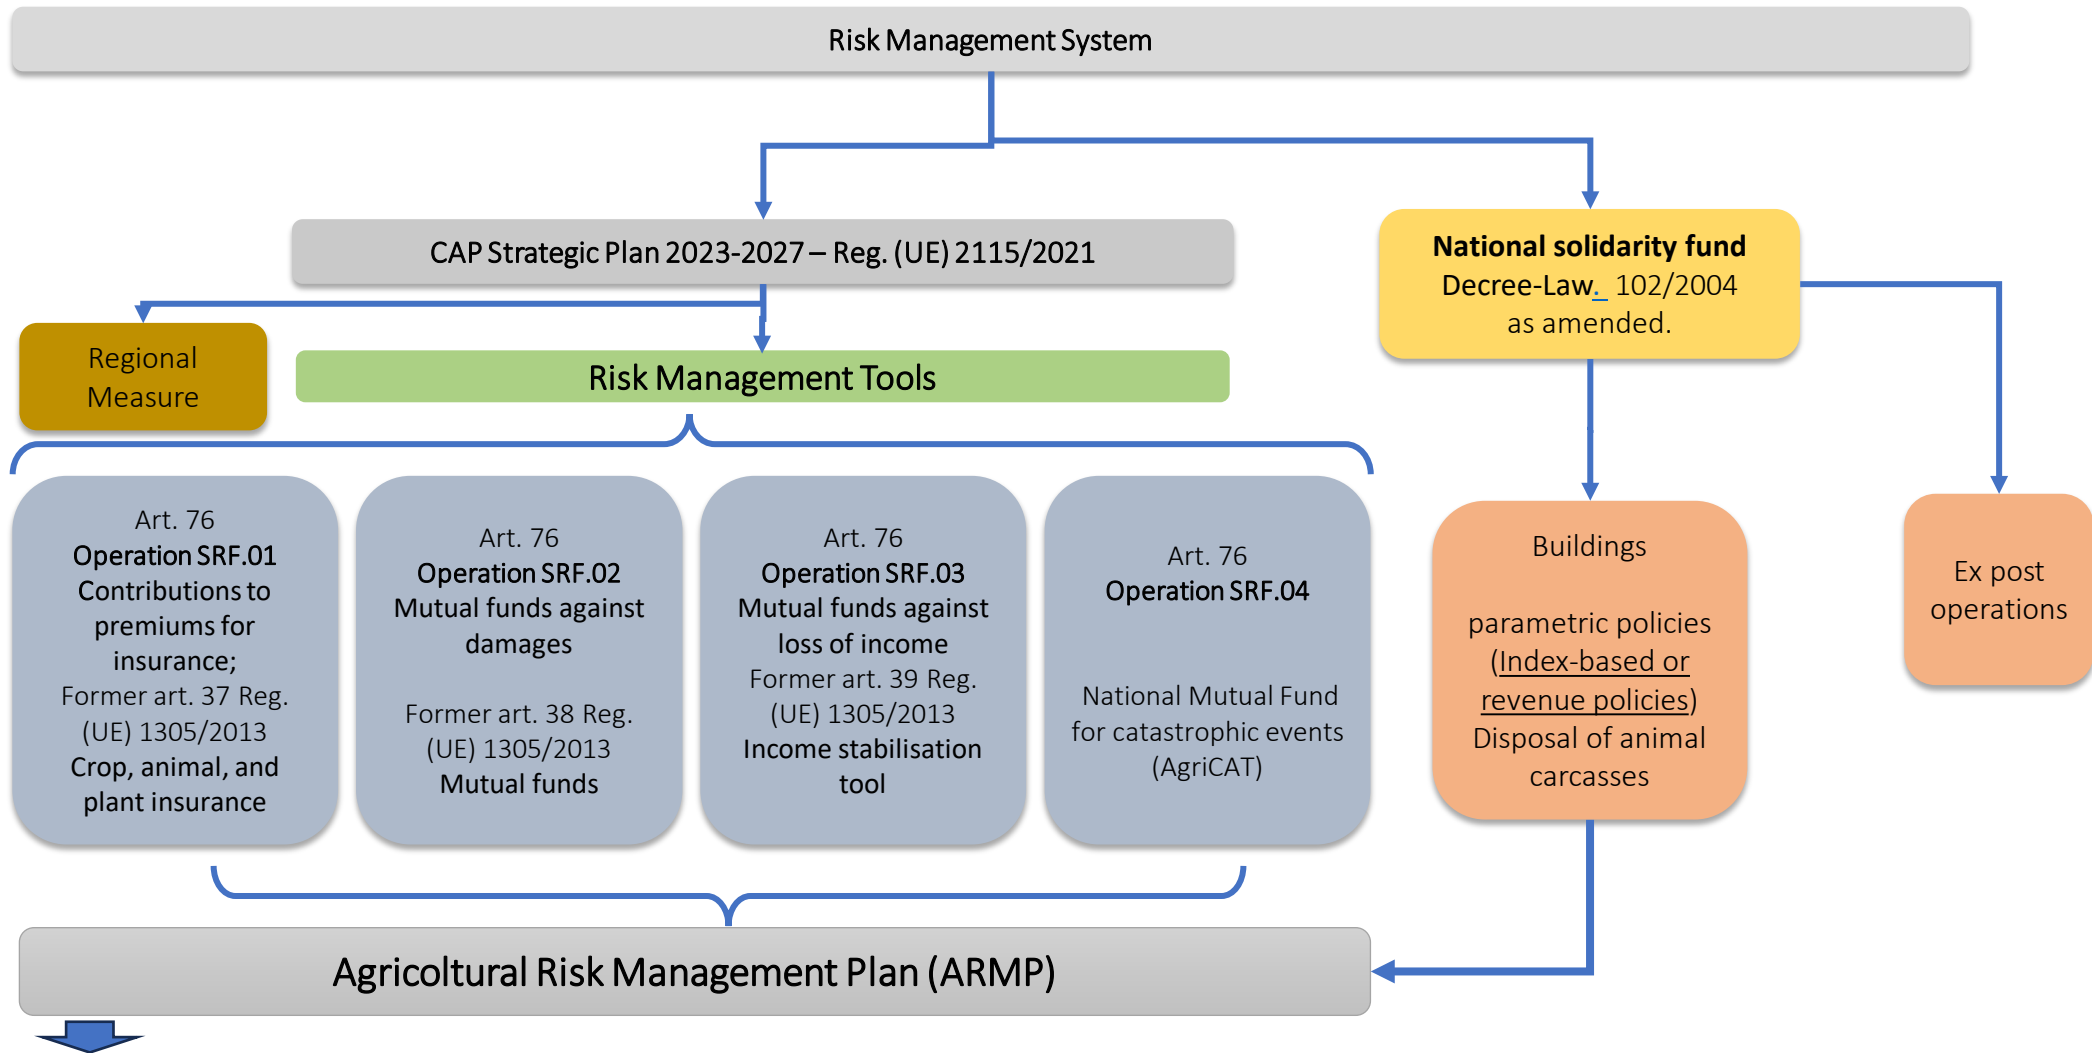 Risk Management System
CAP Strategic Plan 2023-2027 – Reg. (UE) 2115/2021
National solidarity fund
Decree-Law. 102/2004
as amended.
Regional
Measure
Risk Management Tools
Art. 76
Operation SRF.01
Contributions to
premiums for
insurance;
Former art. 37 Reg.
(UE) 1305/2013
Crop, animal, and
plant insurance
Art. 76
Operation SRF.02
Mutual funds against
damages
Former art. 38 Reg.
(UE) 1305/2013
Mutual funds
Art. 76
Operation SRF.03
Mutual funds against
loss of income
Former art. 39 Reg.
(UE) 1305/2013
Income stabilisation
tool
Art. 76
Operation SRF.04
National Mutual Fund
for catastrophic events
(AgriCAT)
Buildings
parametric policies
(Index-based or
revenue policies)
Disposal of animal
carcasses
Ex post
operations
Agricoltural Risk Management Plan (ARMP)